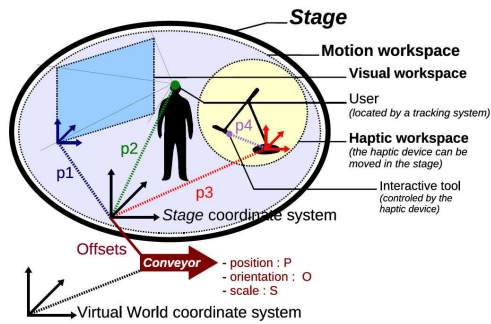 Stage
Motion workspace
Visual workspace
User
(located by a tracking system)
Haptic workspace
(the haptic device can be
moved in the stage)
Interactive tool
(controled by the
haptic device)
p1
p2
p3
p4
Stage coordinate system
Offsets
Conveyor
- position : P
- orientation : O
- scale : S
Virtual World coordinate system